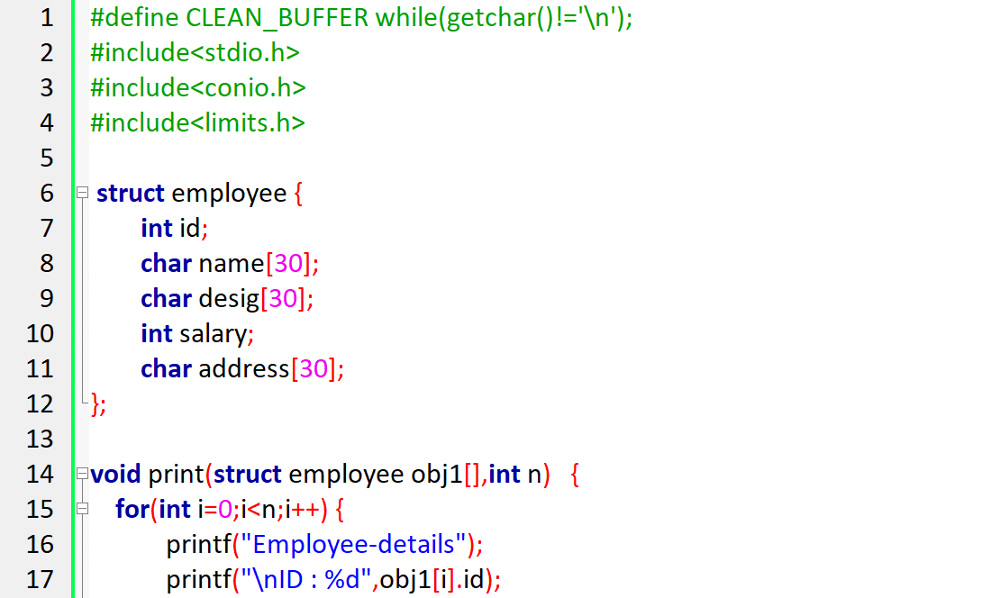 1 #define CLEAN_BUFFER while(getchar()!='\n');
2 #include<stdio.h>
3 #include<conio.h>
4 #include<limits.h>
5
6 struct employee {
7 int id;
8 char name[30];
9 char desig[30];
10 int salary;
11 char address[30];
12 };
13
14 void print(struct employee obj1[],int n) {
15 for(int i=0;i<n;i++) {
16 printf("Employee-details");
17 printf("\nID : %d",obj1[i].id);